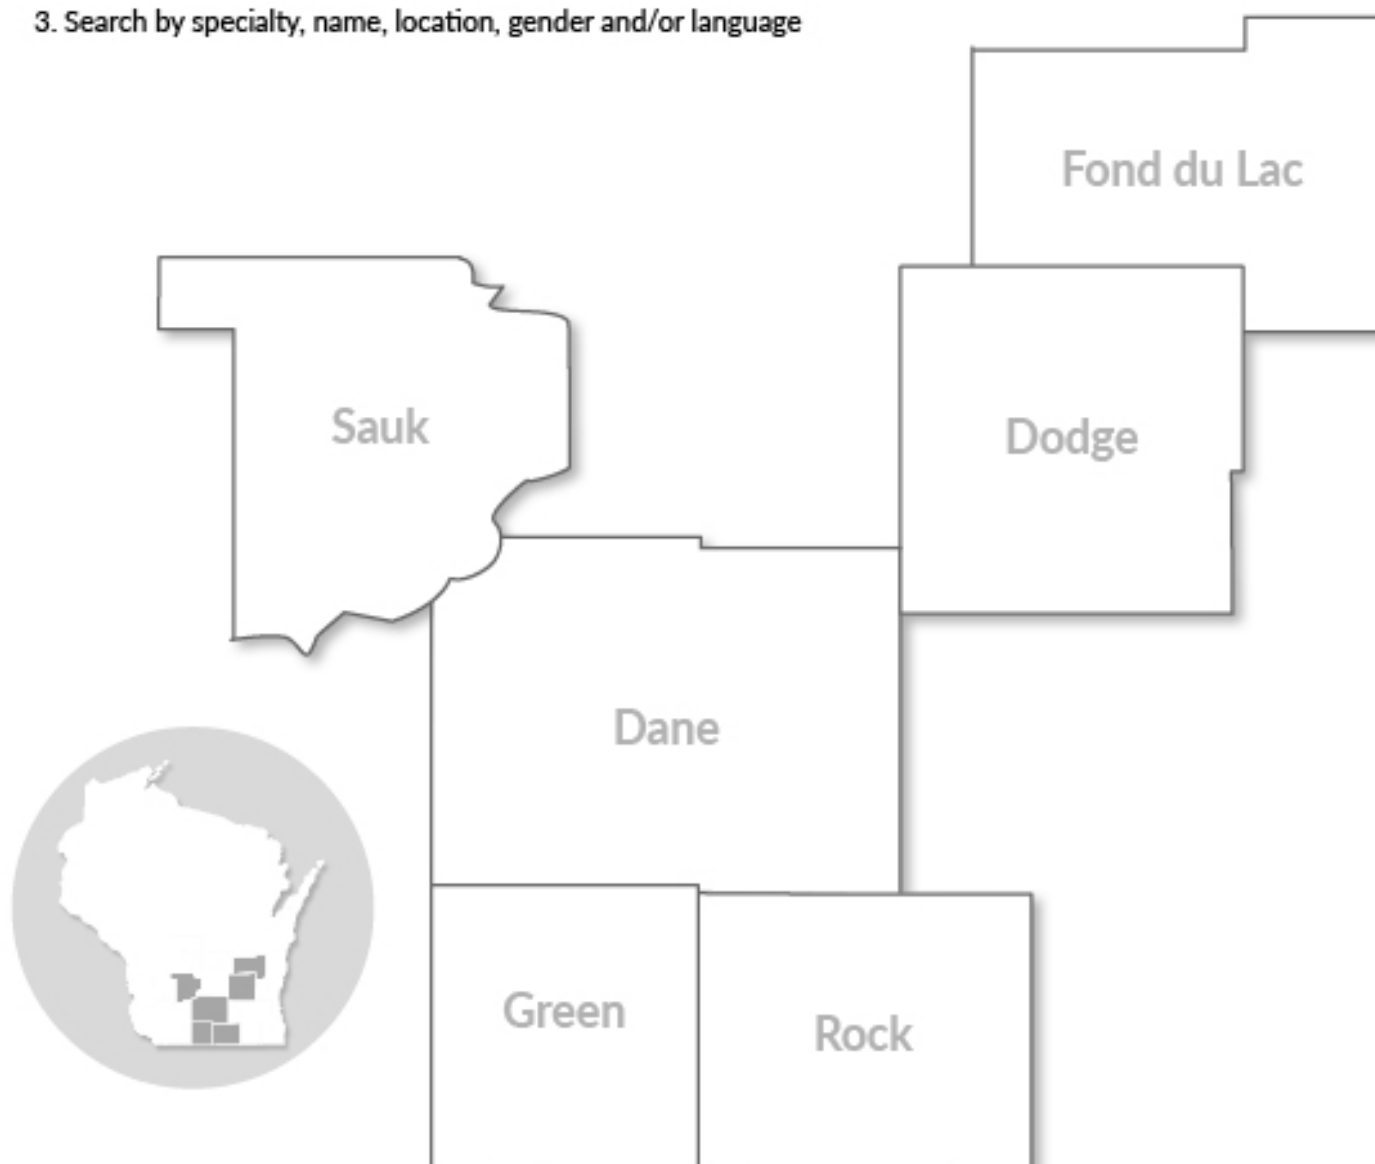 3. Search by specialty, name, location, gender and/or language
Fond du Lac
Sauk
Dodge
Dane
Green
Rock